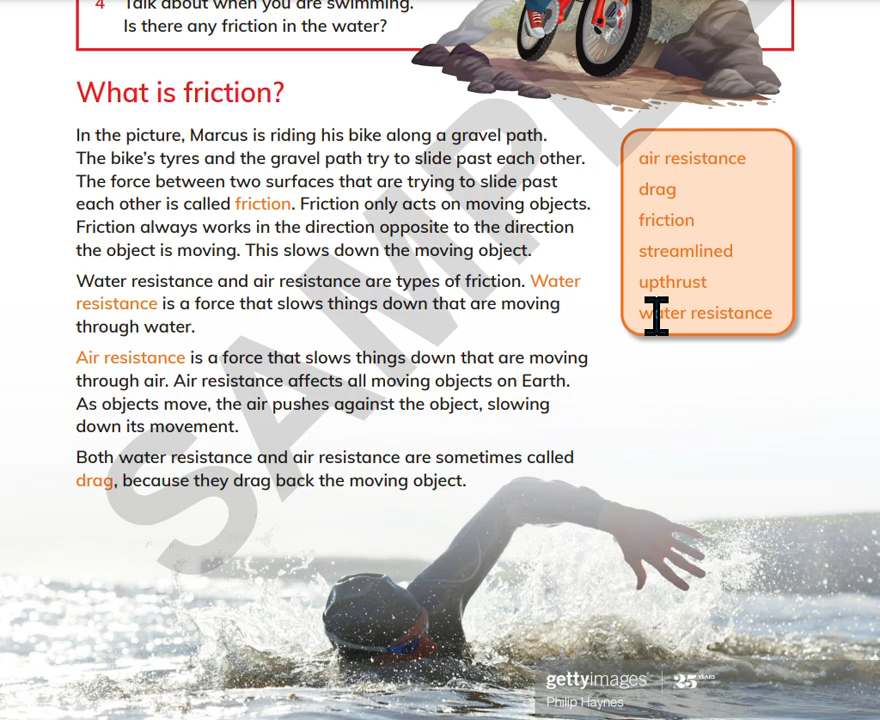 4 Talk about when you are swimming.
Is there any friction in the water?
What is friction?
In the picture, Marcus is riding his bike along a gravel path.
The bike's tyres and the gravel path try to slide past each other.
The force between two surfaces that are trying to slide past
each other is called friction. Friction only acts on moving objects.
Friction always works in the direction opposite to the direction
the object is moving. This slows down the moving object.
Water resistance and air resistance are types of friction. Water
resistance is a force that slows things down that are moving
through water.
Air resistance is a force that slows things down that are moving
through air. Air resistance affects all moving objects on Earth.
As objects move, the air pushes against the object, slowing
down its movement.
Both water resistance and air resistance are sometimes called
drag, because they drag back the moving object.
air resistance
drag
friction
streamlined
upthrust
water resistance
SAMPLE
gettyimages 25 YEARS
Philip Haynes